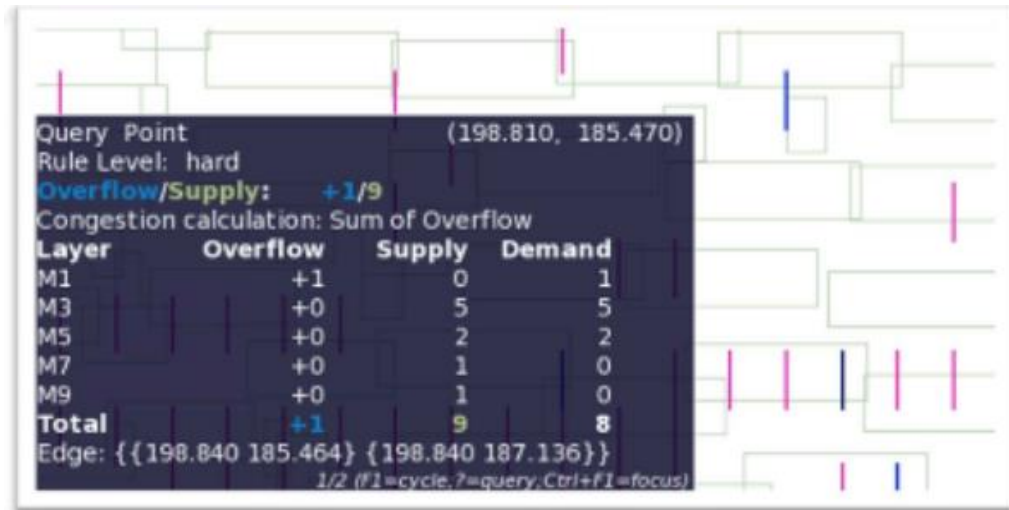 Query Point (198.810, 185.470)
Rule Level: hard
Overflow/Supply: +1/9
Congestion calculation: Sum of Overflow
Layer Overflow Supply Demand
M1 +1 0 1
M3 +0 5 5
M5 +0 2 2
M7 +0 1 0
M9 +0 1 0
Total +1 9 8
Edge: {{198.840 185.464} {198.840 187.136}}
1/2 (F1=cycle,?=query,Ctrl+F1=focus)